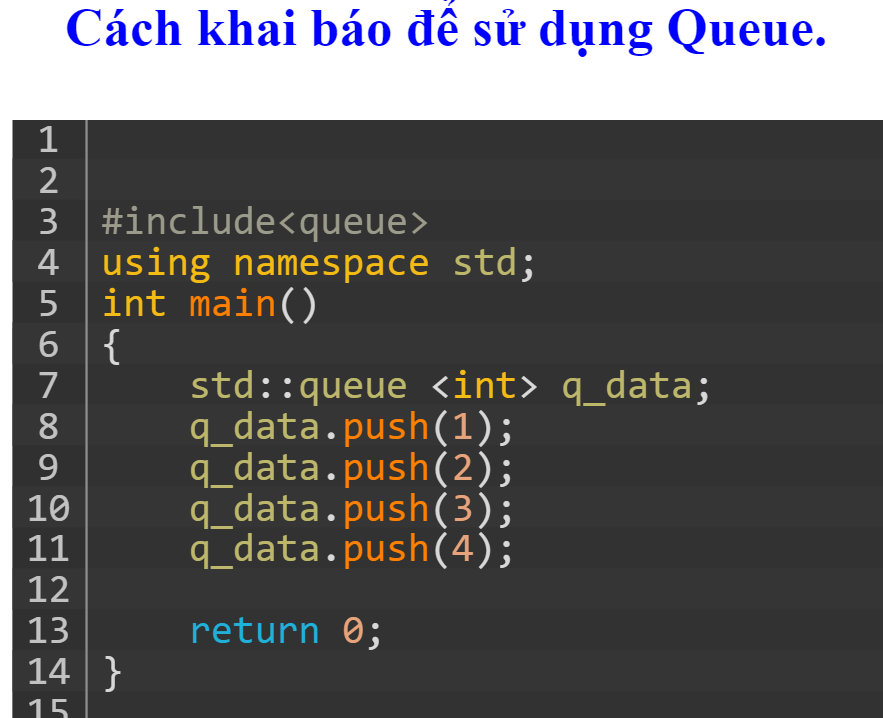 Cách khai báo để sử dụng Queue.
1
2
3 #include<queue>
4 using namespace std;
5 int main()
6 {
7     std::queue <int> q_data;
8     q_data.push(1);
9     q_data.push(2);
10     q_data.push(3);
11     q_data.push(4);
12
13     return 0;
14 }
15